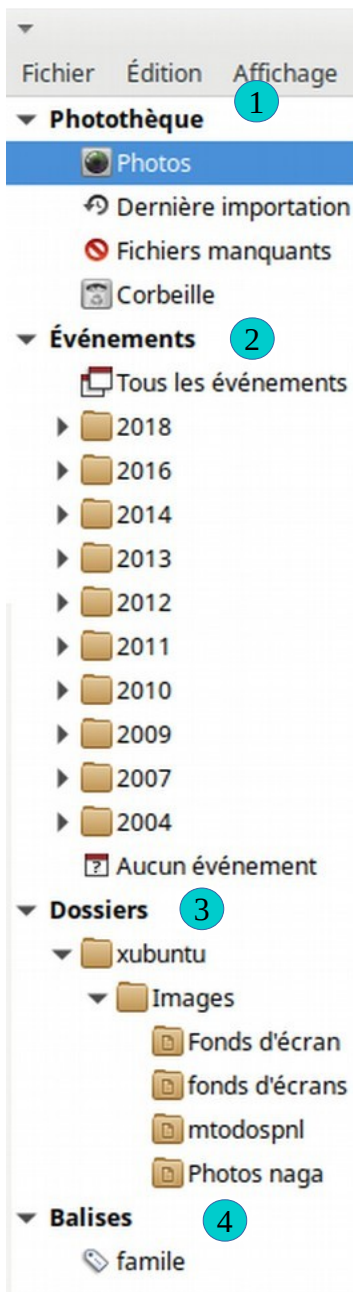 Fichier Édition Affichage
1
Photothèque
Photos
Dernière importation
Fichiers manquants
Corbeille
Événements 2
Tous les événements
2018
2016
2014
2013
2012
2011
2010
2009
2007
2004
? Aucun événement
Dossiers 3
xubuntu
Images
Fonds d'écran
fonds d'écrans
mtodospnl
Photos naga
Balises 4
famile